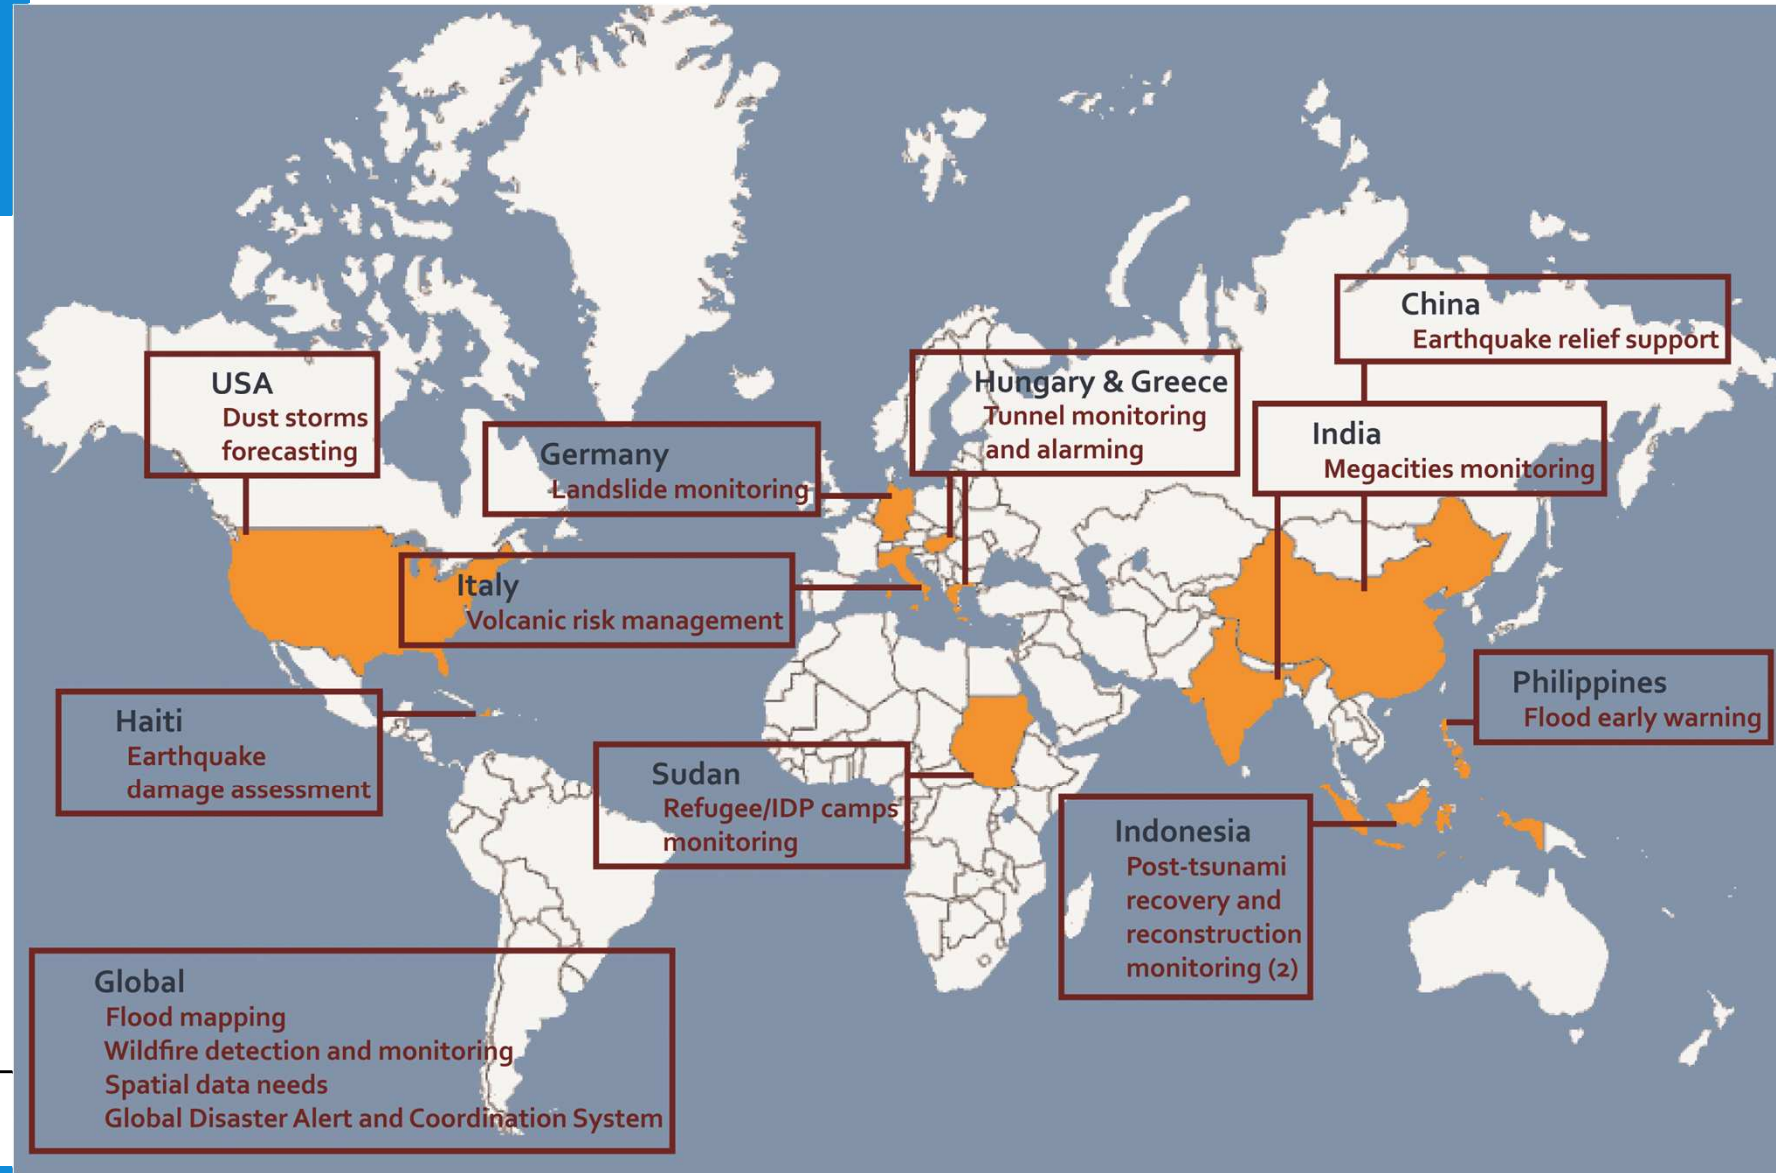 China
Earthquake relief support
USA
Dust storms
forecasting
Hungary & Greece
Tunnel monitoring
and alarming
India
Megacities monitoring
Germany
Landslide monitoring
Italy
Volcanic risk management
Philippines
Flood early warning
Haiti
Earthquake
damage assessment
Sudan
Refugee/IDP camps
monitoring
Indonesia
Post-tsunami
recovery and
reconstruction
monitoring (2)
Global
Flood mapping
Wildfire detection and monitoring
Spatial data needs
Global Disaster Alert and Coordination System